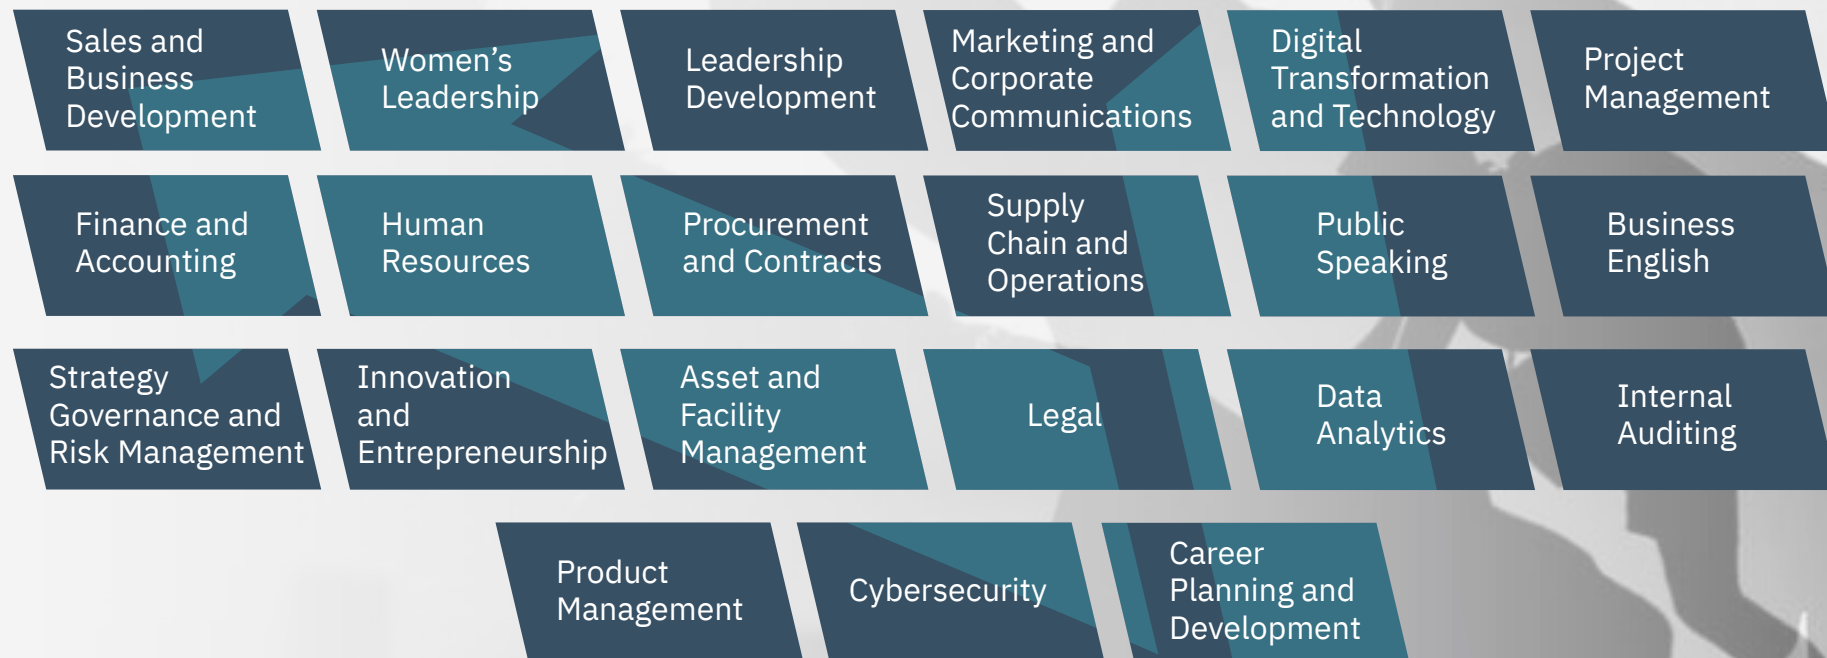 Sales and
Business
Development
Women’s
Leadership
Leadership
Development
Marketing and
Corporate
Communications
Digital
Transformation
and Technology
Project
Management
Finance and
Accounting
Human
Resources
Procurement
and Contracts
Supply
Chain and
Operations
Public
Speaking
Business
English
Strategy
Governance and
Risk Management
Innovation
and
Entrepreneurship
Asset and
Facility
Management
Legal
Data
Analytics
Internal
Auditing
Product
Management
Cybersecurity
Career
Planning and
Development